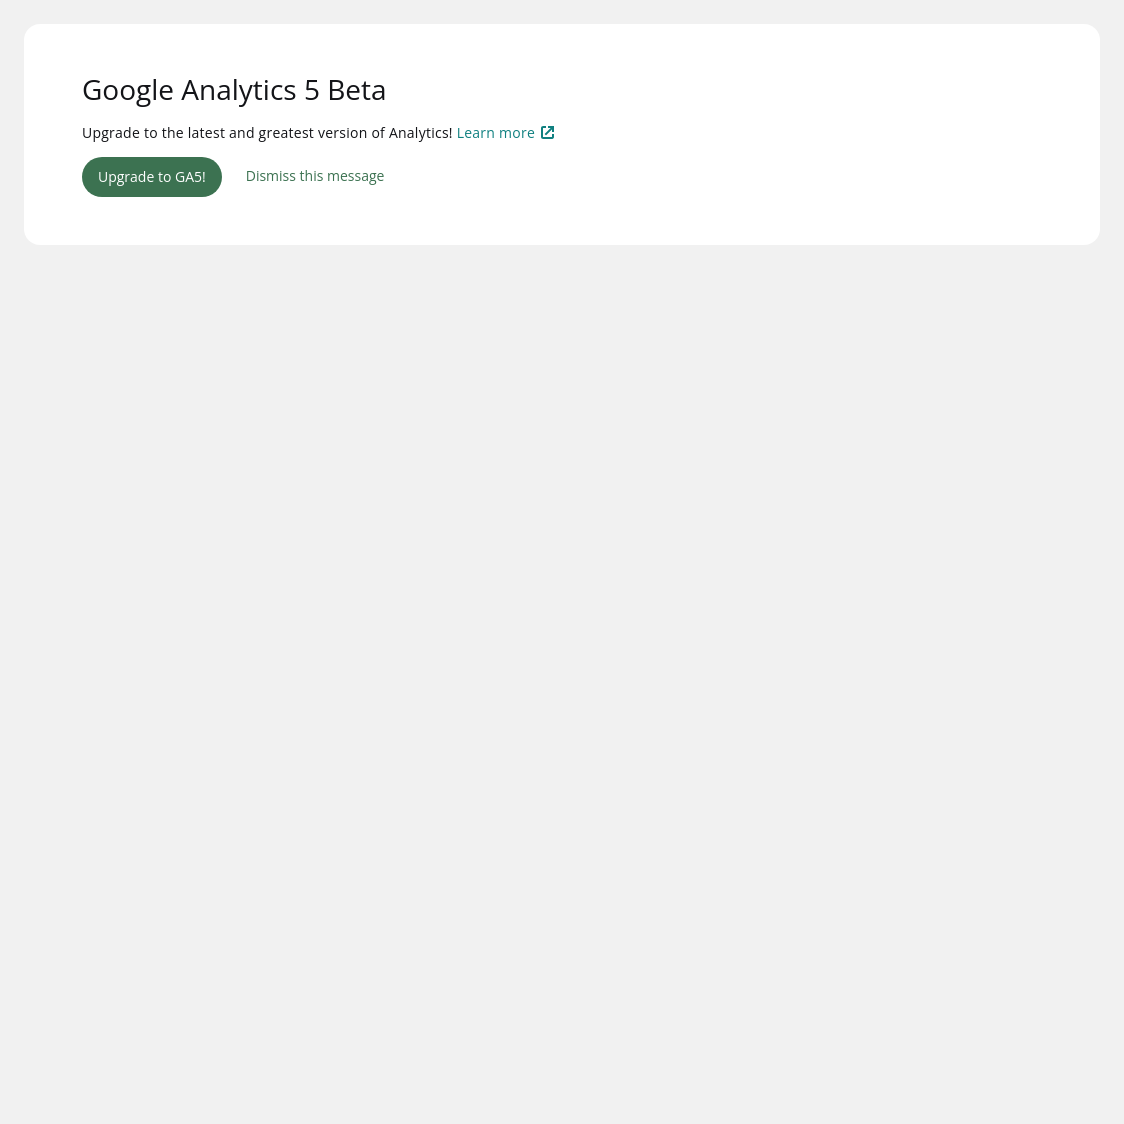 Google Analytics 5 Beta
Upgrade to the latest and greatest version of Analytics! Learn more
Upgrade to GA5! Dismiss this message